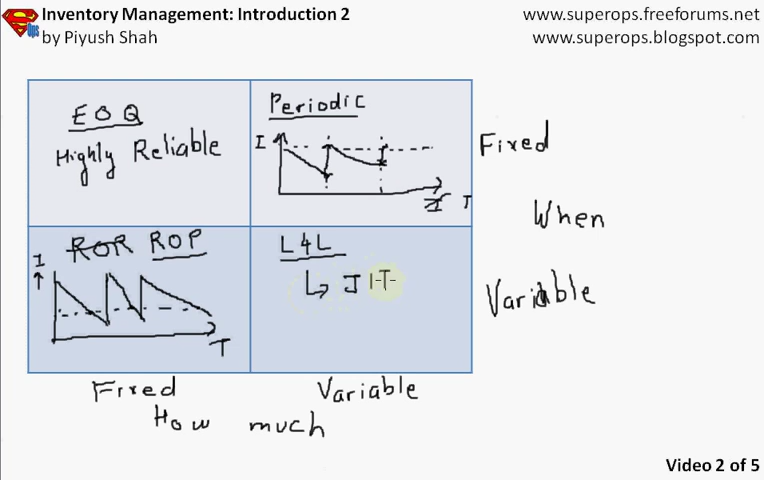 Inventory Management: Introduction 2
www.superops.freeforums.net
by Piyush Shah
www.superops.blogspot.com
S
ops
EOQ
Highly Reliable
Periodic
I
T
Fixed
When
ROR ROP
I
T
L4L
JIT
Variable
Fixed
Variable
How much
Video 2 of 5